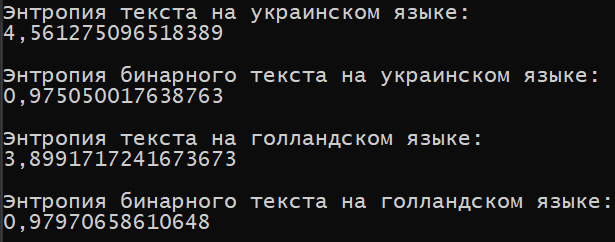 Энтропия текста на украинском языке:
4,561275096518389
Энтропия бинарного текста на украинском языке:
0,975050017638763
Энтропия текста на голландском языке:
3,8991717241673673
Энтропия бинарного текста на голландском языке:
0,97970658610648